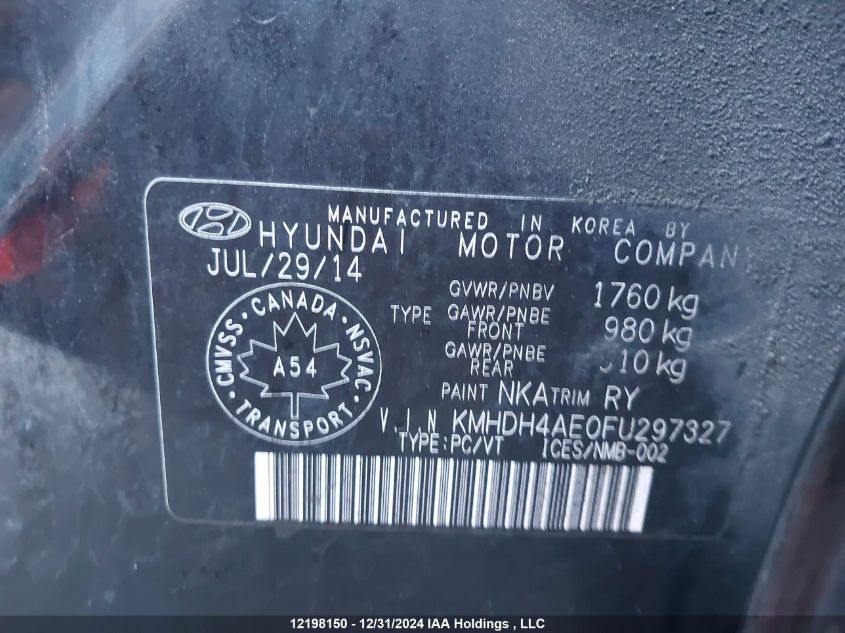 MANUFACTURED IN KOREA BY
HYUNDAI MOTOR COMPANY
JUL/29/14
GVWR/PNBV 1760 kg
TYPE GAWR/PNBE FRONT 980 kg
GAWR/PNBE REAR 10 kg
CMVSS · CANADA · NSVAC · TRANSPORT ·
A54
PAINT NKA TRIM RY
V.I.N KMHDH4AE0FU297327
TYPE:PC/VT ICES/NMB-002
12198150 - 12/31/2024 IAA Holdings , LLC